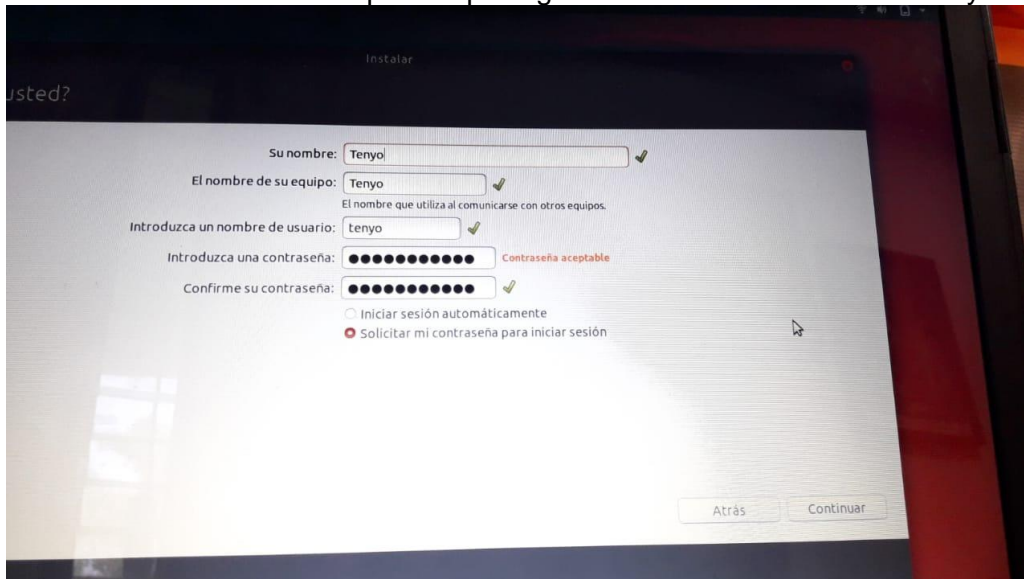 Instalar
usted?
Su nombre: Tenyo
El nombre de su equipo: Tenyo
El nombre que utiliza al comunicarse con otros equipos.
Introduzca un nombre de usuario: tenyo
Introduzca una contraseña: ●●●●●●●●●●● Contraseña aceptable
Confirme su contraseña: ●●●●●●●●●●●
Iniciar sesión automáticamente
Solicitar mi contraseña para iniciar sesión
Atrás Continuar